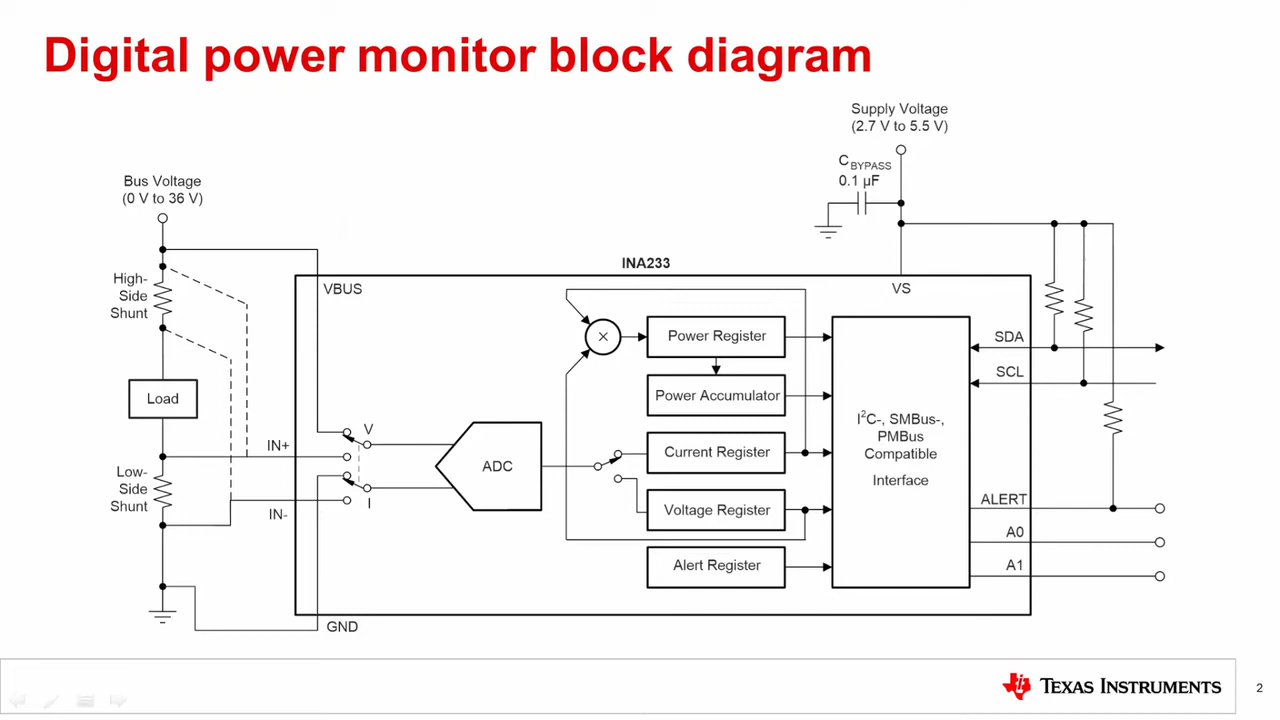 Digital power monitor block diagram
Supply Voltage
(2.7 V to 5.5 V)
C BYPASS
0.1 µF
Bus Voltage
(0 V to 36 V)
INA233
High-
Side
Shunt
VBUS
VS
Power Register
SDA
SCL
Load
Power Accumulator
V
IN+
ADC
Current Register
I²C-, SMBus-,
PMBus
Compatible
Interface
Low-
Side
Shunt
I
IN-
Voltage Register
ALERT
A0
Alert Register
A1
GND
TEXAS INSTRUMENTS
2